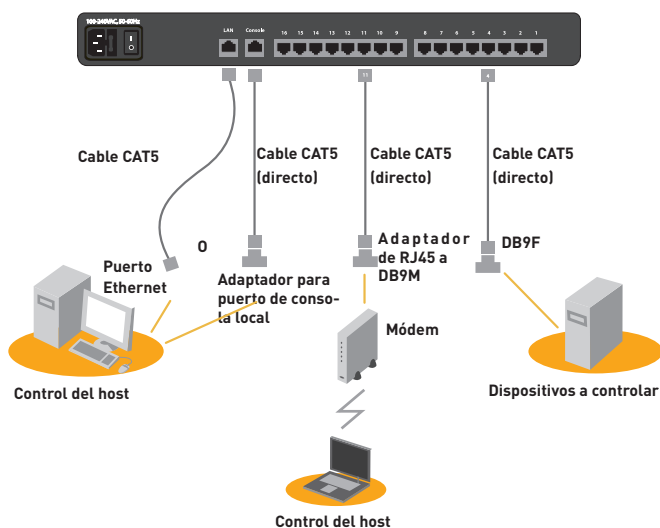 100-240VAC, 50-60Hz
LAN
Console
16 15 14 13 12 11 10 9
8 7 6 5 4 3 2 1
11
4
Cable CAT5
Cable CAT5
(directo)
Cable CAT5
(directo)
Cable CAT5
(directo)
O
Puerto
Ethernet
Adaptador para
puerto de conso-
la local
Adaptador
de RJ45 a
DB9M
DB9F
Módem
Control del host
Dispositivos a controlar
Control del host